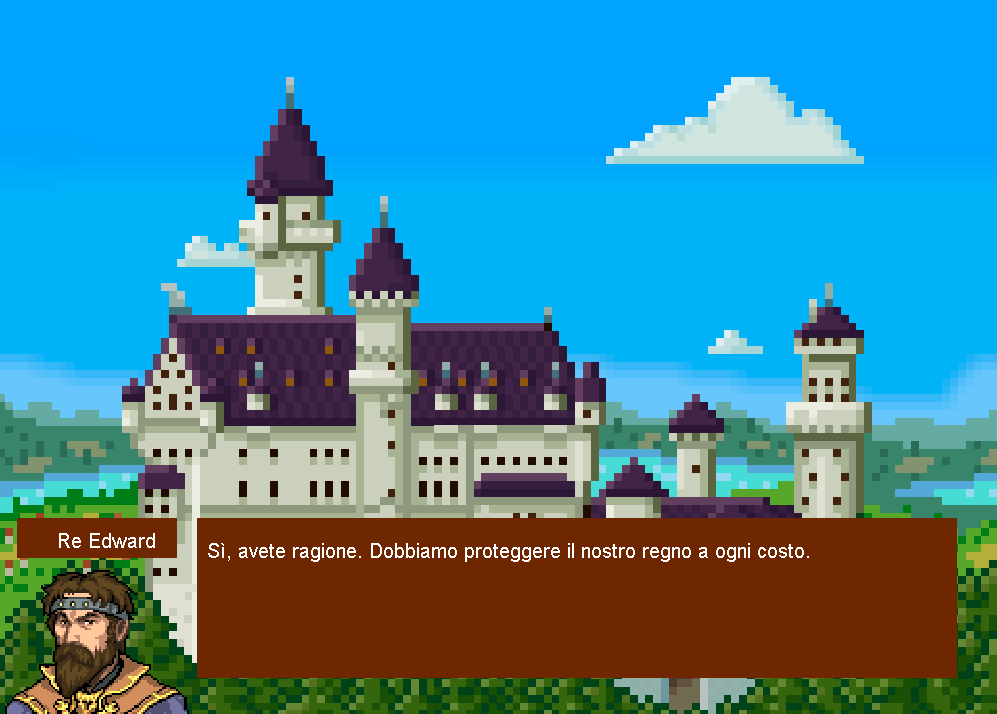 Re Edward
Sì, avete ragione. Dobbiamo proteggere il nostro regno a ogni costo.